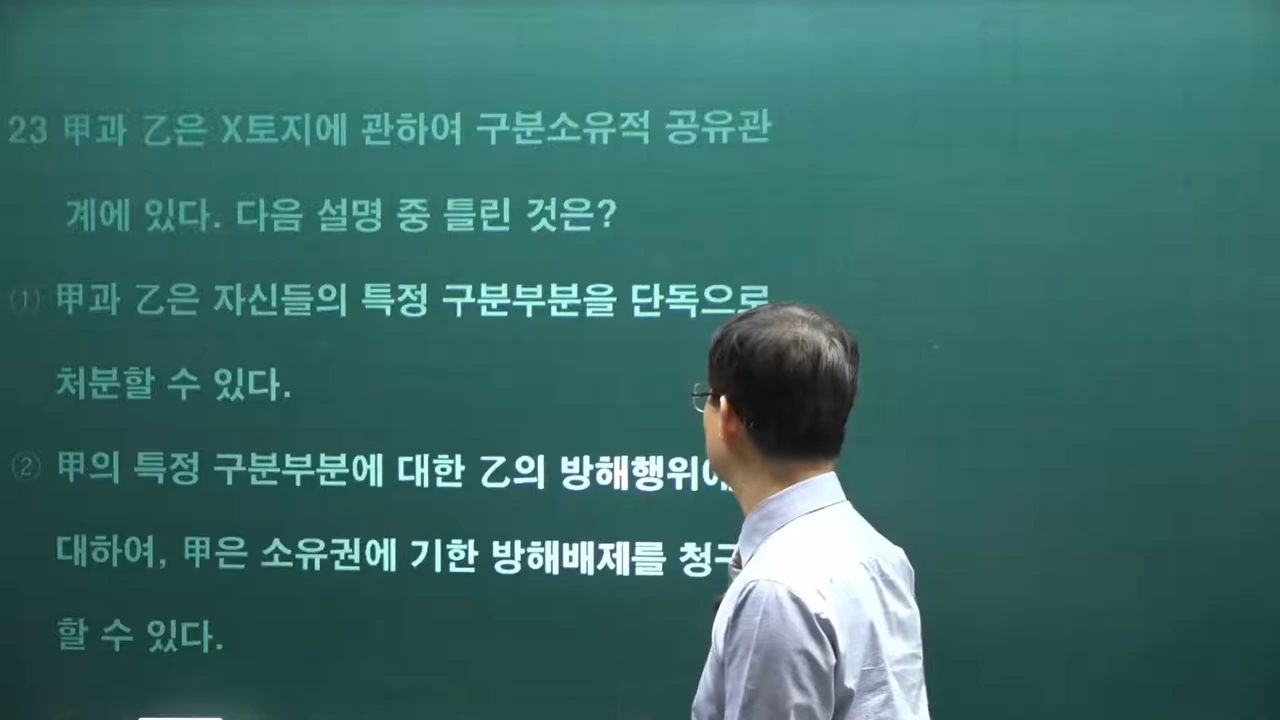 23 甲과 乙은 X토지에 관하여 구분소유적 공유관
계에 있다. 다음 설명 중 틀린 것은?
① 甲과 乙은 자신들의 특정 구분부분을 단독으로
처분할 수 있다.
② 甲의 특정 구분부분에 대한 乙의 방해행위에
대하여, 甲은 소유권에 기한 방해배제를 청구
할 수 있다.